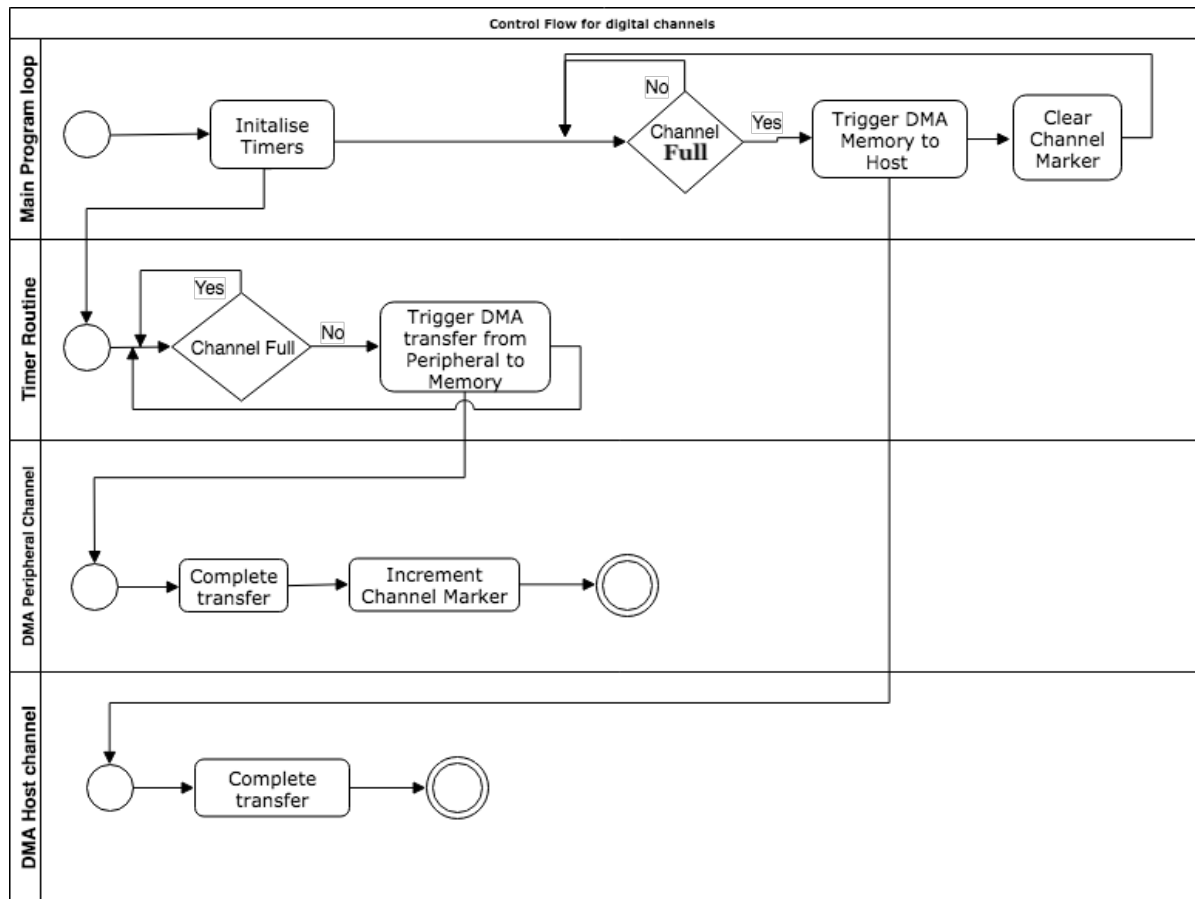 Control Flow for digital channels
Main Program loop
Initalise
Timers
No
Channel
Full
Yes
Trigger DMA
Memory to
Host
Clear
Channel
Marker
Timer Routine
Yes
Channel Full
No
Trigger DMA
transfer from
Peripheral to
Memory
DMA Peripheral Channel
Complete
transfer
Increment
Channel Marker
DMA Host channel
Complete
transfer